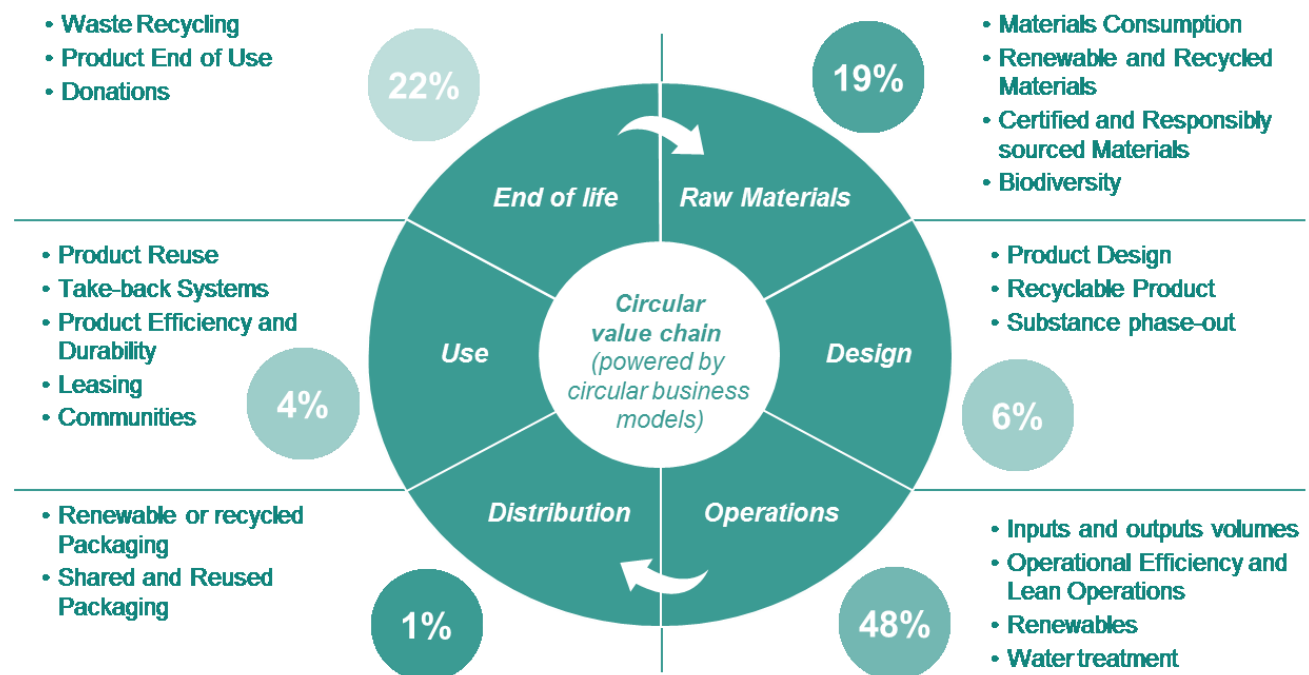 • Waste Recycling
• Product End of Use
• Donations
22%
19%
• Materials Consumption
• Renewable and Recycled
Materials
• Certified and Responsibly
sourced Materials
• Biodiversity
End of life
Raw Materials
• Product Reuse
• Take-back Systems
• Product Efficiency and
Durability
• Leasing
• Communities
4%
Use
Circular
value chain
(powered by
circular business
models)
Design
• Product Design
• Recyclable Product
• Substance phase-out
6%
Distribution
Operations
• Renewable or recycled
Packaging
• Shared and Reused
Packaging
1%
48%
• Inputs and outputs volumes
• Operational Efficiency and
Lean Operations
• Renewables
• Water treatment